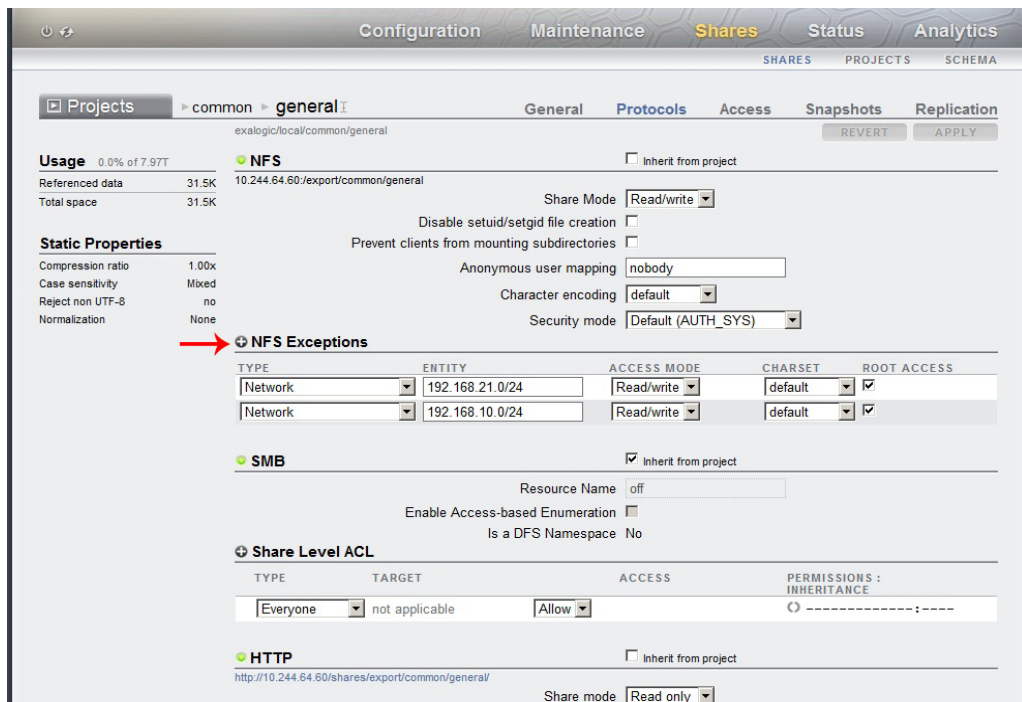 Configuration Maintenance Shares Status Analytics
SHARES PROJECTS SCHEMA
Projects common general General Protocols Access Snapshots Replication
exalogic/local/common/general REVERT APPLY
Usage 0.0% of 7.97T NFS Inherit from project
Referenced data 31.5K 10.244.64.60:/export/common/general
Total space 31.5K Share Mode Read/write
Disable setuid/setgid file creation
Static Properties Prevent clients from mounting subdirectories
Compression ratio 1.00x Anonymous user mapping nobody
Case sensitivity Mixed
Reject non UTF-8 no Character encoding default
Normalization None Security mode Default (AUTH_SYS)
NFS Exceptions
TYPE ENTITY ACCESS MODE CHARSET ROOT ACCESS
Network 192.168.21.0/24 Read/write default
Network 192.168.10.0/24 Read/write default
SMB Inherit from project
Resource Name off
Enable Access-based Enumeration
Is a DFS Namespace No
Share Level ACL
TYPE TARGET ACCESS PERMISSIONS :
INHERITANCE
Everyone not applicable Allow -------------:----
HTTP Inherit from project
http://10.244.64.60/shares/export/common/general/
Share mode Read only